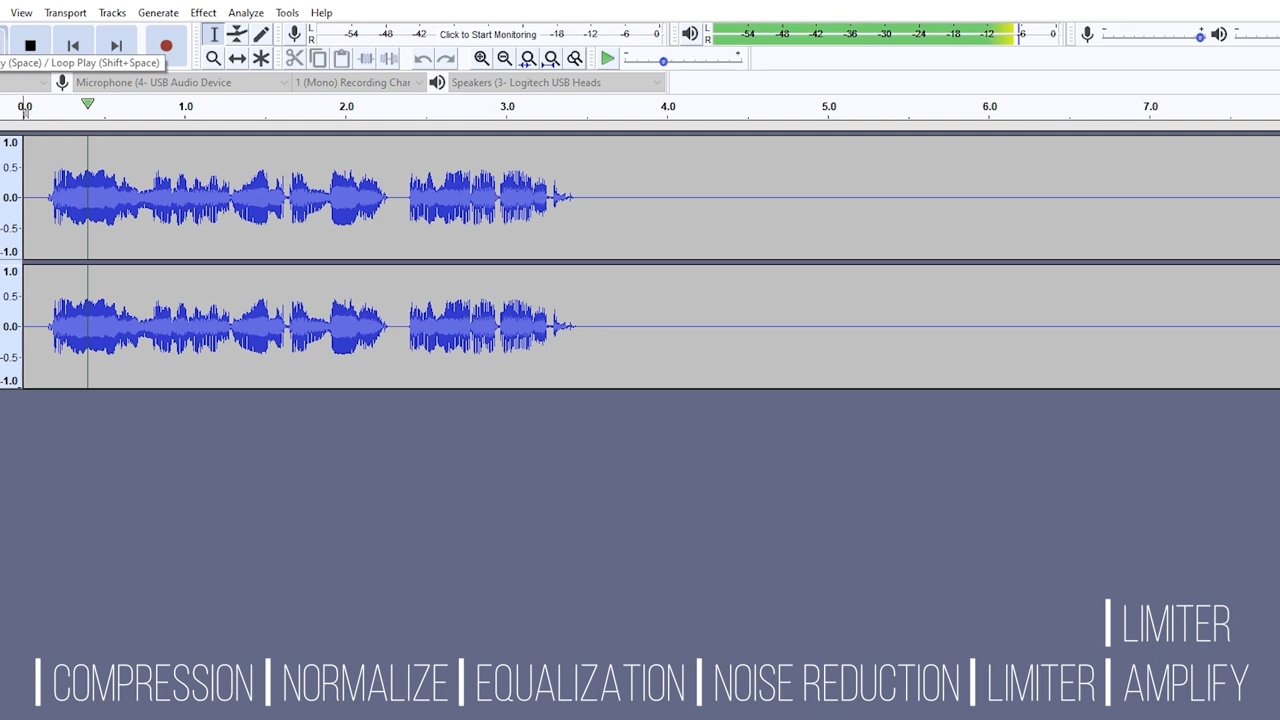 View Transport Tracks Generate Effect Analyze Tools Help
L
R
-54 -48 -42 Click to Start Monitoring -18 -12 -6 0
L
R
-54 -48 -42 -36 -30 -24 -18 -12 -6 0
y (Space) / Loop Play (Shift+Space)
Microphone (4- USB Audio Device 1 (Mono) Recording Char Speakers (3- Logitech USB Heads
0.0 1.0 2.0 3.0 4.0 5.0 6.0 7.0
1.0
0.5
0.0
-0.5
-1.0
1.0
0.5
0.0
-0.5
-1.0
LIMITER
COMPRESSION NORMALIZE EQUALIZATION NOISE REDUCTION LIMITER AMPLIFY